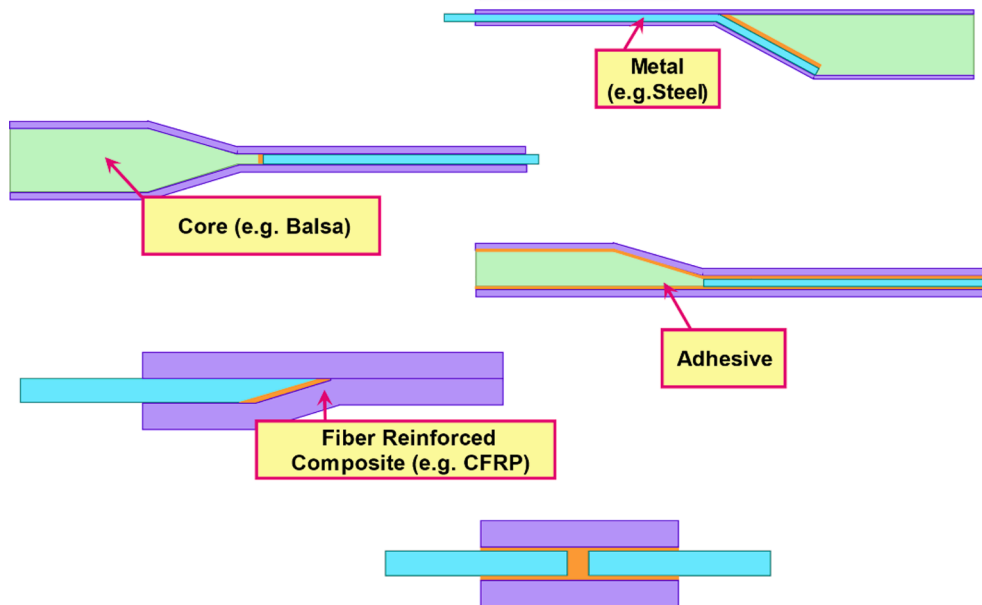 Metal
(e.g.Steel)
Core (e.g. Balsa)
Adhesive
Fiber Reinforced
Composite (e.g. CFRP)